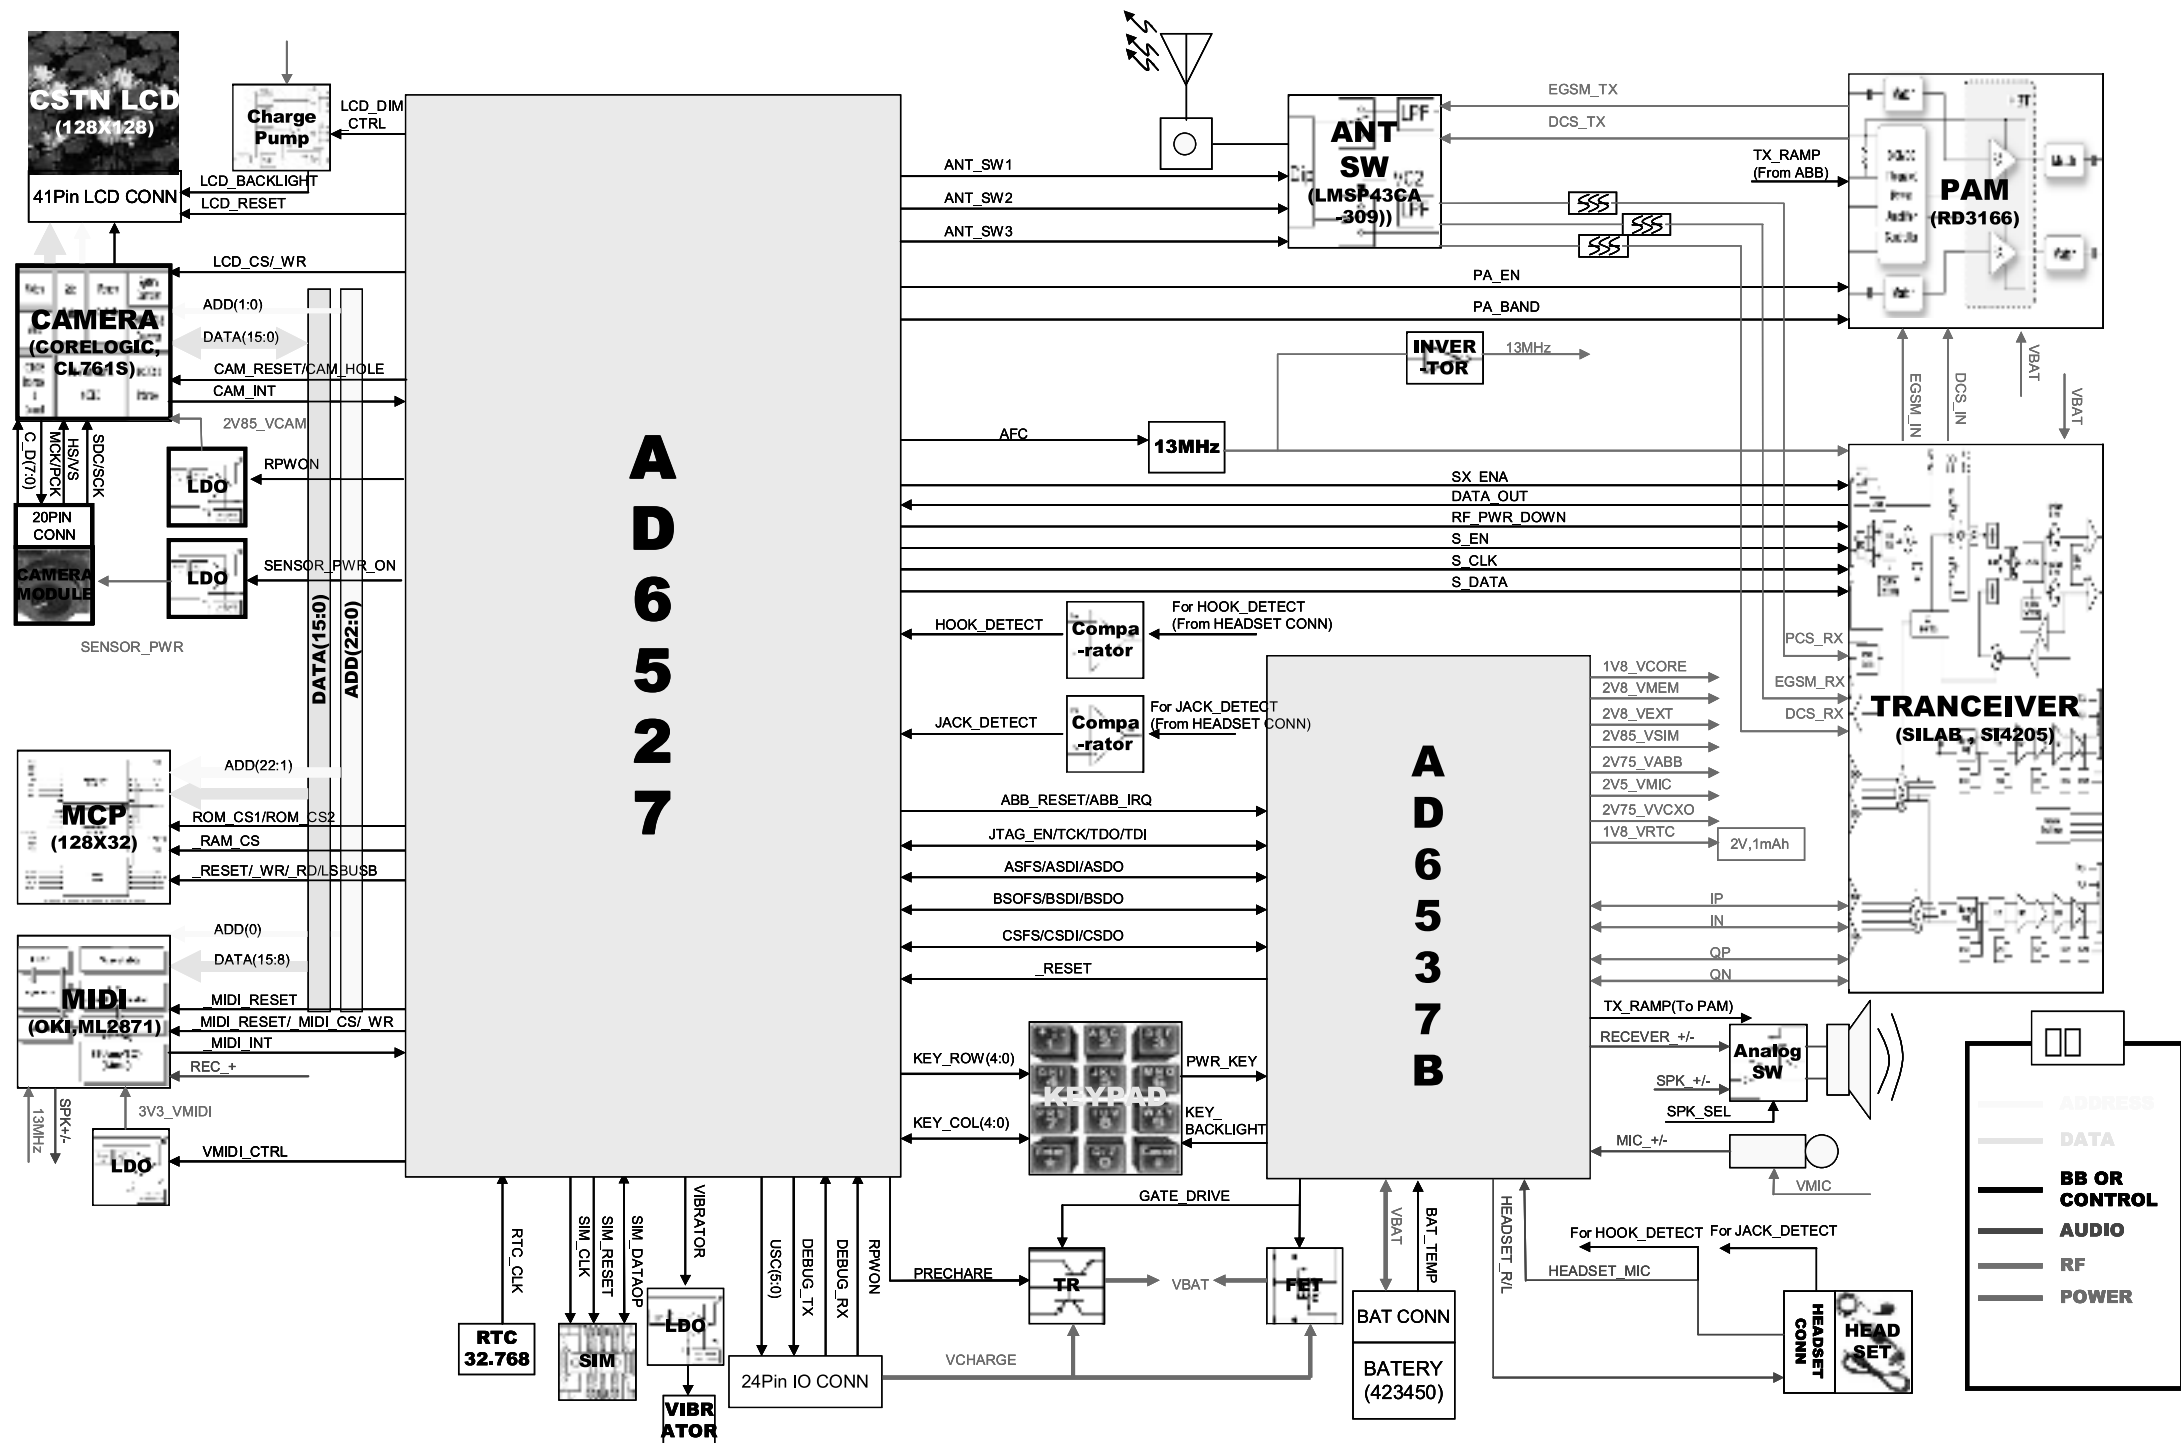 CSTN LCD
(128X128)
41Pin LCD CONN
Charge
Pump
LCD_DIM
_CTRL
LCD_BACKLIGHT
LCD_RESET
LCD_CS/_WR
ADD(1:0)
DATA(15:0)
CAMERA
(CORELOGIC,
CL761S)
CAM_RESET/CAM_HOLE
CAM_INT
2V85_VCAM
C_D(7:0)
MCK/PCK
HS/VS
SDC/SCK
LDO
RPWON
20PIN
CONN
CAMERA
MODULE
LDO
SENSOR_PWR_ON
SENSOR_PWR
DATA(15:0)
ADD(22:0)
ADD(22:1)
MCP
(128X32)
ROM_CS1/ROM_CS2
_RAM_CS
_RESET/_WR/_RD/LSBUSB
ADD(0)
DATA(15:8)
MIDI
(OKI,ML2871)
_MIDI_RESET
_MIDI_RESET/_MIDI_CS/_WR
_MIDI_INT
REC_+
13MHz
SPK+/-
3V3_VMIDI
LDO
VMIDI_CTRL
A
D
6
5
2
7
ANT_SW1
ANT_SW2
ANT_SW3
ANT
SW
(LMSP43CA
-309))
LPF
LPF
EGSM_TX
DCS_TX
TX_RAMP
(From ABB)
PAM
(RD3166)
PA_EN
PA_BAND
INVER
-TOR
13MHz
EGSM_IN
DCS_IN
VBAT
VBAT
AFC
13MHz
SX_ENA
DATA_OUT
RF_PWR_DOWN
S_EN
S_CLK
S_DATA
HOOK_DETECT
Compa
-rator
For HOOK_DETECT
(From HEADSET CONN)
JACK_DETECT
Compa
-rator
For JACK_DETECT
(From HEADSET CONN)
PCS_RX
EGSM_RX
DCS_RX
TRANCEIVER
(SILAB , SI4205)
1V8_VCORE
2V8_VMEM
2V8_VEXT
2V85_VSIM
2V75_VABB
2V5_VMIC
2V75_VVCXO
1V8_VRTC
2V,1mAh
A
D
6
5
3
7
B
ABB_RESET/ABB_IRQ
JTAG_EN/TCK/TDO/TDI
ASFS/ASDI/ASDO
BSOFS/BSDI/BSDO
CSFS/CSDI/CSDO
_RESET
IP
IN
QP
QN
TX_RAMP(To PAM)
RECEVER_+/-
SPK_+/-
SPK_SEL
Analog
SW
MIC_+/-
VMIC
KEY_ROW(4:0)
KEY_COL(4:0)
KEYPAD
PWR_KEY
KEY_
BACKLIGHT
RTC_CLK
SIM_CLK
SIM_RESET
SIM_DATAOP
VIBRATOR
USC(5:0)
DEBUG_TX
DEBUG_RX
RPWON
RTC
32.768
SIM
LDO
VIBR
ATOR
24Pin IO CONN
PRECHARE
GATE_DRIVE
TR
VBAT
FET
VCHARGE
VBAT
BAT_TEMP
BAT CONN
BATERY
(423450)
HEADSET_R/L
For HOOK_DETECT
For JACK_DETECT
HEADSET_MIC
HEADSET
CONN
HEAD
SET
ADDRESS
DATA
BB OR
CONTROL
AUDIO
RF
POWER